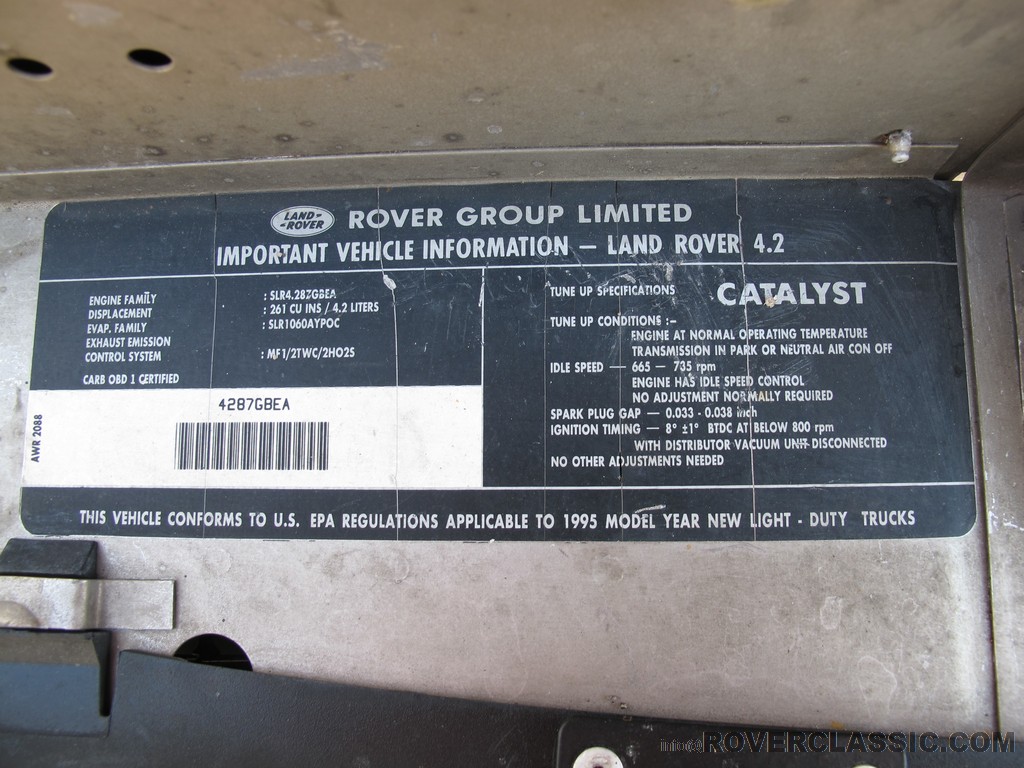 LAND-
-ROVER
ROVER GROUP LIMITED
IMPORTANT VEHICLE INFORMATION – LAND ROVER 4.2
ENGINE FAMILY : SLR4.287GBEA
DISPLACEMENT : 261 CU INS / 4.2 LITERS
EVAP. FAMILY : SLR1060AYPOC
EXHAUST EMISSION
CONTROL SYSTEM : MF1/2TWC/2HO2S
CARB OBD 1 CERTIFIED
4287GBEA
AWR 2088
TUNE UP SPECIFICATIONS CATALYST
TUNE UP CONDITIONS :–
ENGINE AT NORMAL OPERATING TEMPERATURE
TRANSMISSION IN PARK OR NEUTRAL AIR CON OFF
IDLE SPEED — 665 – 735 rpm
ENGINE HAS IDLE SPEED CONTROL
NO ADJUSTMENT NORMALLY REQUIRED
SPARK PLUG GAP — 0.033 - 0.038 inch
IGNITION TIMING — 8° ±1° BTDC AT BELOW 800 rpm
WITH DISTRIBUTOR VACUUM UNIT DISCONNECTED
NO OTHER ADJUSTMENTS NEEDED
THIS VEHICLE CONFORMS TO U.S. EPA REGULATIONS APPLICABLE TO 1995 MODEL YEAR NEW LIGHT - DUTY TRUCKS
info@ROVERCLASSIC.COM